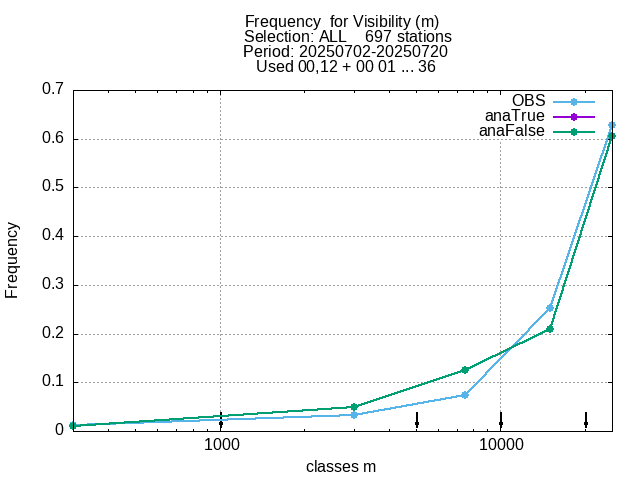 Frequency  for Visibility (m)
Selection: ALL    697 stations
Period: 20250702-20250720
Used 00,12 + 00 01 ... 36
OBS
anaTrue
anaFalse
0.7
0.6
0.5
0.4
0.3
0.2
0.1
0
Frequency
1000
10000
classes m